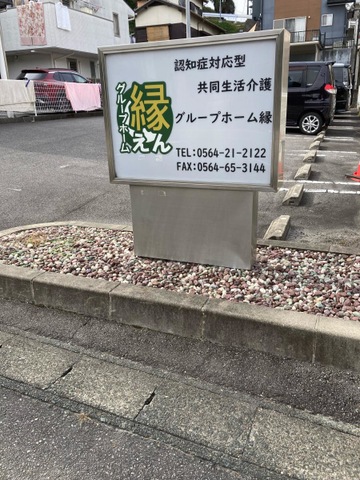 グループホーム
縁
えん
認知症対応型
共同生活介護
グループホーム縁
TEL:0564-21-2122
FAX:0564-65-3144